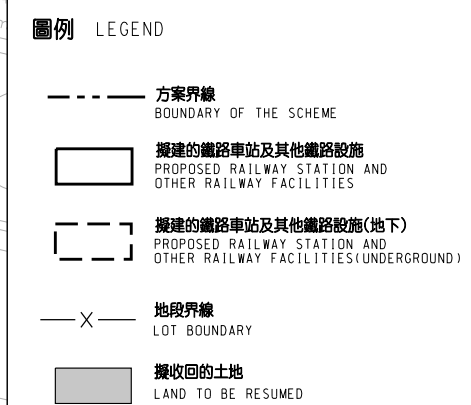 圖例 LEGEND
方案界線
BOUNDARY OF THE SCHEME
擬建的鐵路車站及其他鐵路設施
PROPOSED RAILWAY STATION AND
OTHER RAILWAY FACILITIES
擬建的鐵路車站及其他鐵路設施(地下)
PROPOSED RAILWAY STATION AND
OTHER RAILWAY FACILITIES(UNDERGROUND)
X
地段界線
LOT BOUNDARY
擬收回的土地
LAND TO BE RESUMED